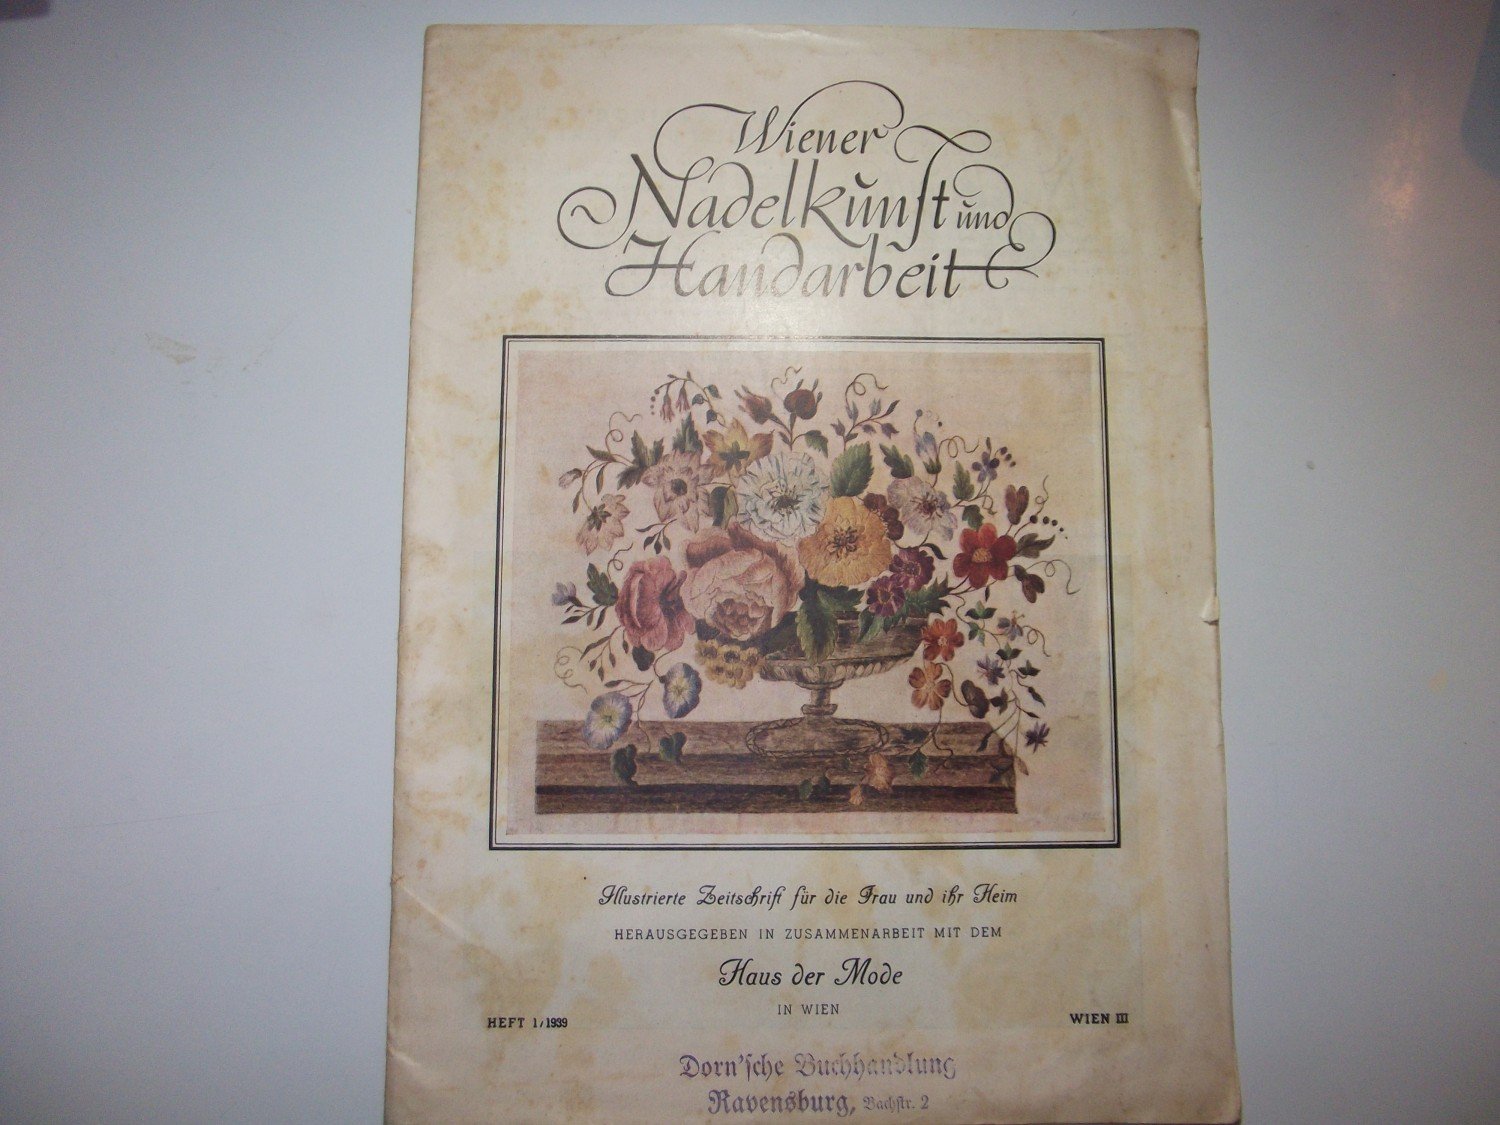 Wiener
Nadelkunst und
Handarbeit
Illustrierte Zeitschrift für die Frau und ihr Heim
HERAUSGEGEBEN IN ZUSAMMENARBEIT MIT DEM
Haus der Mode
IN WIEN
HEFT 1/1939
WIEN III
Dorn'sche Buchhandlung
Ravensburg, Bachstr. 2